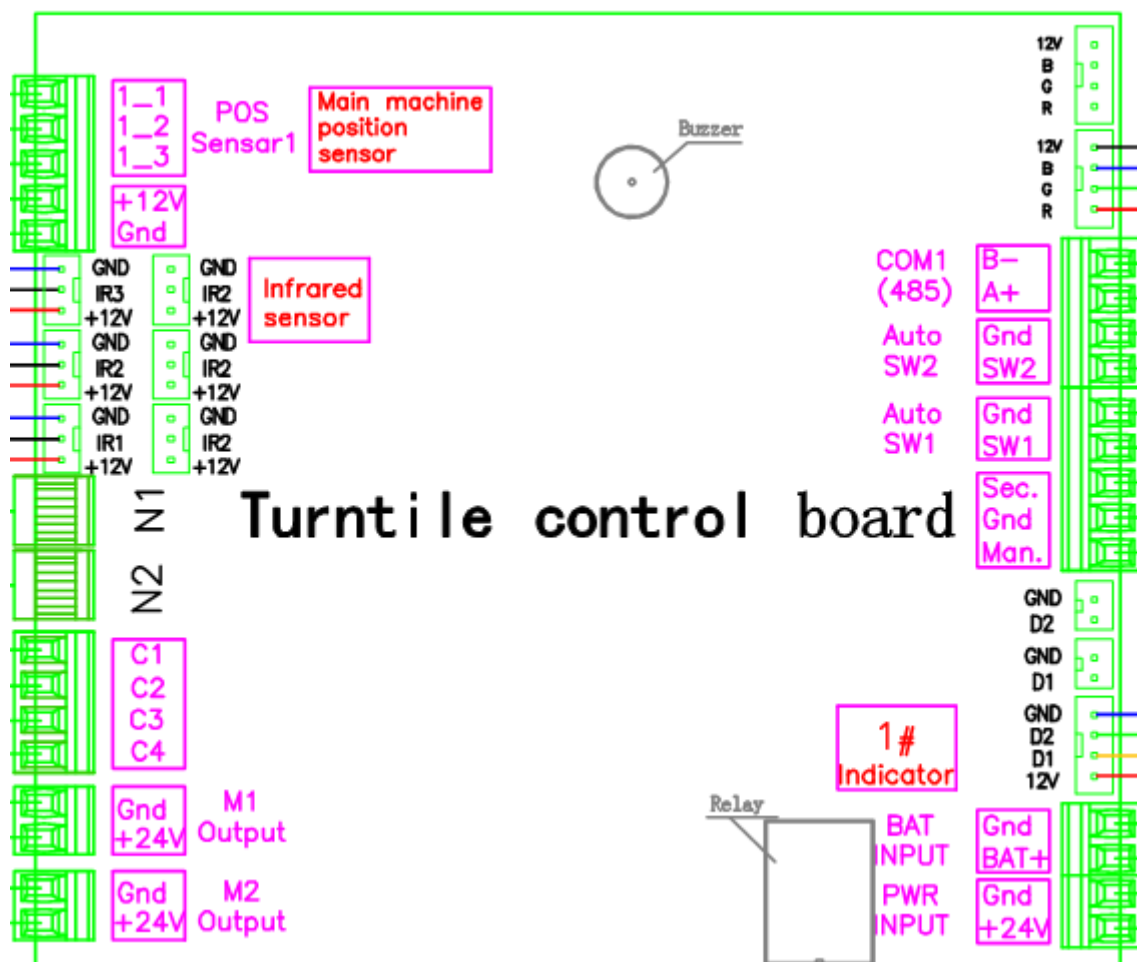 1_1
1_2
1_3
POS
Sensar1
Main machine
position
sensor
+12V
Gnd
GND
IR3
+12V
GND
IR2
+12V
Infrared
sensor
GND
IR2
+12V
GND
IR2
+12V
GND
IR1
+12V
GND
IR2
+12V
N1
N2
C1
C2
C3
C4
Gnd
+24V
M1
Output
Gnd
+24V
M2
Output
Buzzer
Turntile control board
Relay
12V
B
G
R
12V
B
G
R
COM1
(485)
B-
A+
Auto
SW2
Gnd
SW2
Auto
SW1
Gnd
SW1
Sec.
Gnd
Man.
GND
D2
GND
D1
1#
Indicator
GND
D2
D1
12V
BAT
INPUT
Gnd
BAT+
PWR
INPUT
Gnd
+24V